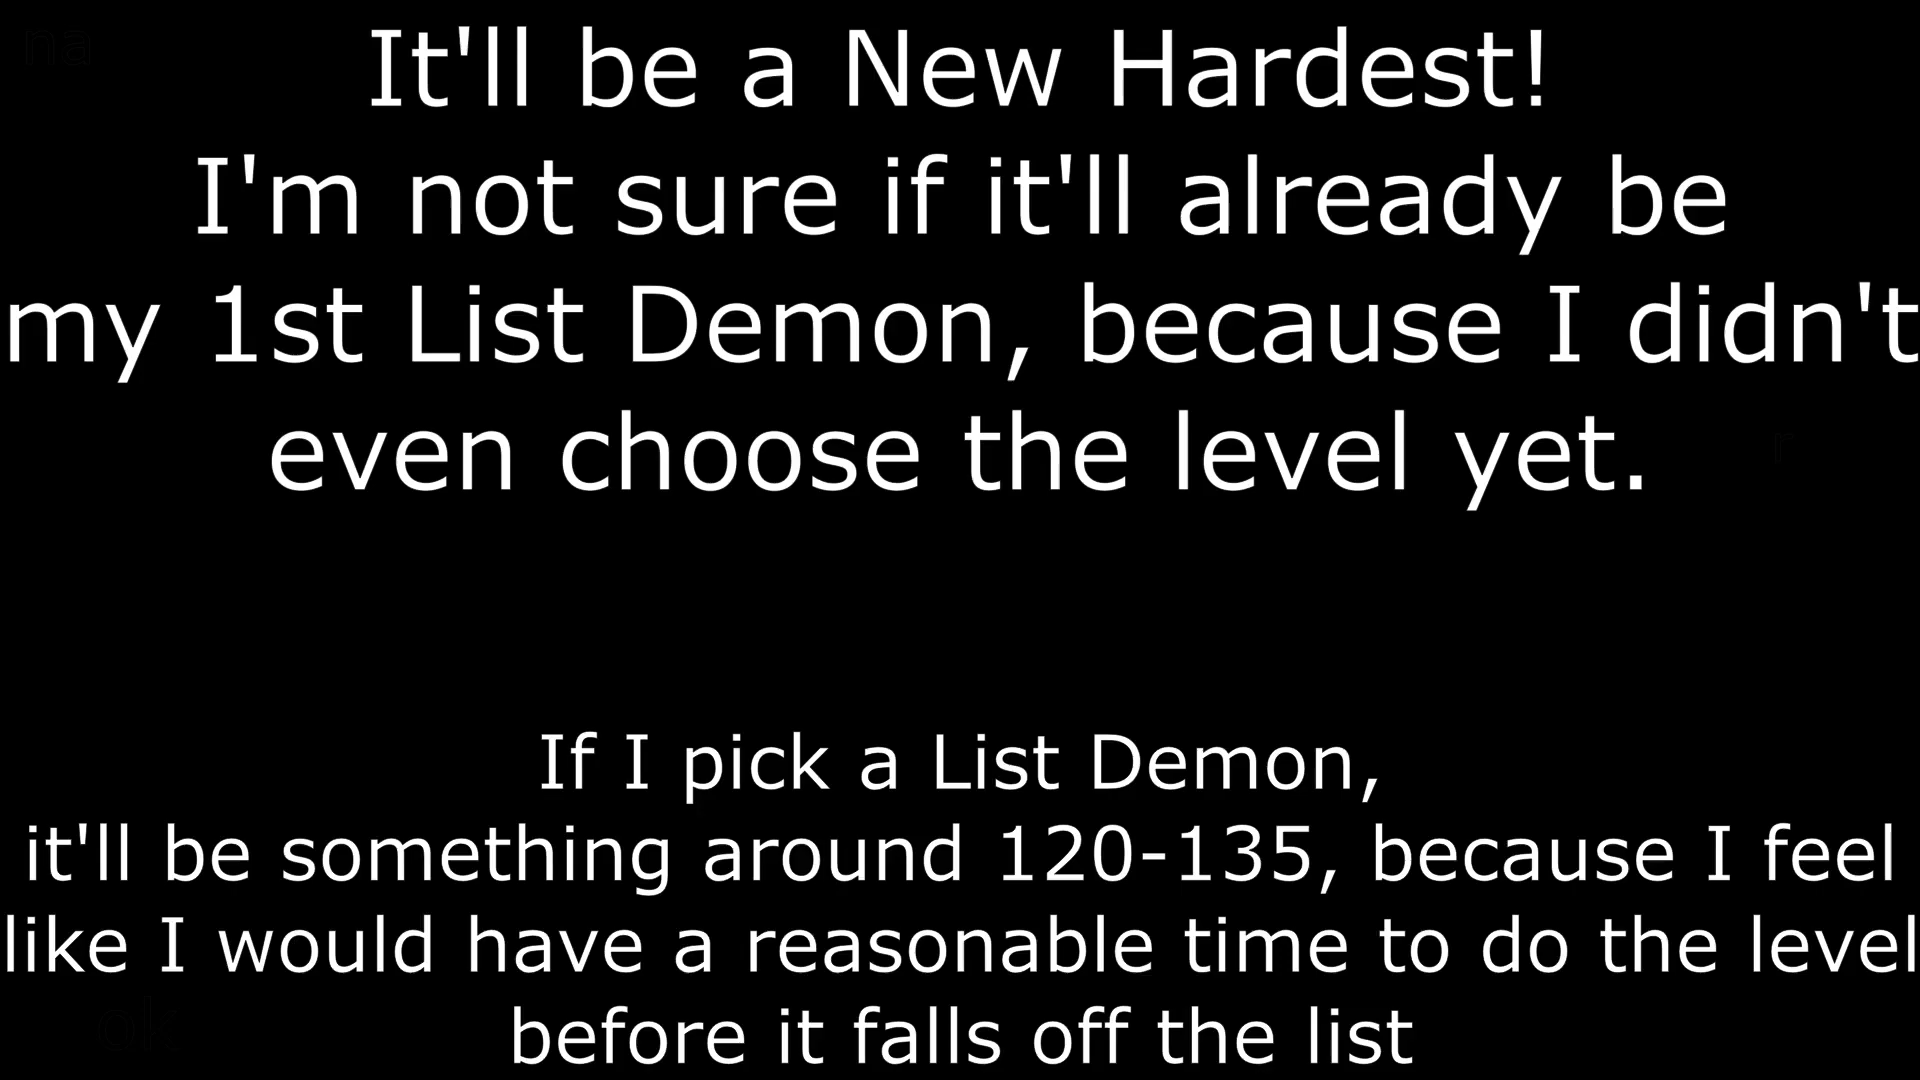 na
It'll be a New Hardest!
I'm not sure if it'll already be
my 1st List Demon, because I didn't
even choose the level yet.
r
If I pick a List Demon,
it'll be something around 120-135, because I feel
like I would have a reasonable time to do the level
ok
before it falls off the list